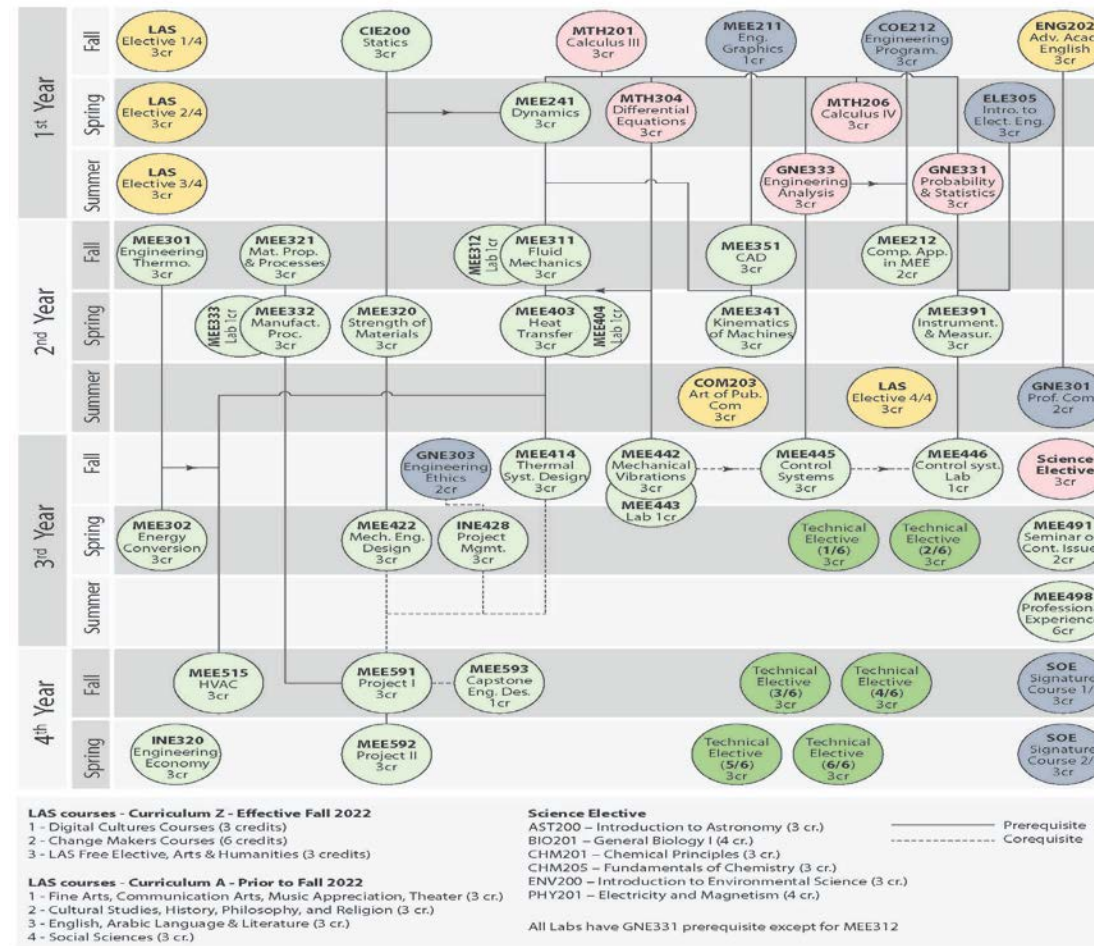 1st Year
Fall
LAS
Elective 1/4
3cr
CIE200
Statics
3cr
MTH201
Calculus III
3cr
MEE211
Eng.
Graphics
1cr
COE212
Engineering
Program.
3cr
ENG202
Adv. Acad
English
3cr
Spring
LAS
Elective 2/4
3cr
MEE241
Dynamics
3cr
MTH304
Differential
Equations
3cr
MTH206
Calculus IV
3cr
ELE305
Intro. to
Elect. Eng.
3cr
Summer
LAS
Elective 3/4
3cr
GNE333
Engineering
Analysis
3cr
GNE331
Probability
& Statistics
3cr
2nd Year
Fall
MEE301
Engineering
Thermo.
3cr
MEE321
Mat. Prop.
& Processes
3cr
MEE312
Lab 1cr
MEE311
Fluid
Mechanics
3cr
MEE351
CAD
3cr
MEE212
Comp. App.
in MEE
2cr
Spring
MEE333
Lab 1cr
MEE332
Manufact.
Proc.
3cr
MEE320
Strength of
Materials
3cr
MEE403
Heat
Transfer
3cr
MEE404
Lab 1cr
MEE341
Kinematics
of Machines
3cr
MEE391
Instrument.
& Measur.
3cr
Summer
COM203
Art of Pub.
Com
3cr
LAS
Elective 4/4
3cr
GNE301
Prof. Com
2cr
3rd Year
Fall
GNE303
Engineering
Ethics
2cr
MEE414
Thermal
Syst. Design
3cr
MEE442
Mechanical
Vibrations
3cr
MEE443
Lab 1cr
MEE445
Control
Systems
3cr
MEE446
Control syst.
Lab
1cr
Science
Elective
3cr
Spring
MEE302
Energy
Conversion
3cr
MEE422
Mech. Eng.
Design
3cr
INE428
Project
Mgmt.
3cr
Technical
Elective
(1/6)
3cr
Technical
Elective
(2/6)
3cr
MEE491
Seminar o
Cont. Issue
2cr
Summer
MEE498
Profession
Experienc
6cr
4th Year
Fall
MEE515
HVAC
3cr
MEE591
Project I
3cr
MEE593
Capstone
Eng. Des.
1cr
Technical
Elective
(3/6)
3cr
Technical
Elective
(4/6)
3cr
SOE
Signature
Course 1/
3cr
Spring
INE320
Engineering
Economy
3cr
MEE592
Project II
3cr
Technical
Elective
(5/6)
3cr
Technical
Elective
(6/6)
3cr
SOE
Signature
Course 2/
3cr
LAS courses - Curriculum Z - Effective Fall 2022
1 - Digital Cultures Courses (3 credits)
2 - Change Makers Courses (6 credits)
3 - LAS Free Elective, Arts & Humanities (3 credits)
LAS courses - Curriculum A - Prior to Fall 2022
1 - Fine Arts, Communication Arts, Music Appreciation, Theater (3 cr.)
2 - Cultural Studies, History, Philosophy, and Religion (3 cr.)
3 - English, Arabic Language & Literature (3 cr.)
4 - Social Sciences (3 cr.)
Science Elective
AST200 – Introduction to Astronomy (3 cr.)
BIO201 – General Biology I (4 cr.)
CHM201 – Chemical Principles (3 cr.)
CHM205 – Fundamentals of Chemistry (3 cr.)
ENV200 – Introduction to Environmental Science (3 cr.)
PHY201 – Electricity and Magnetism (4 cr.)
All Labs have GNE331 prerequisite except for MEE312
Prerequisite
Corequisite